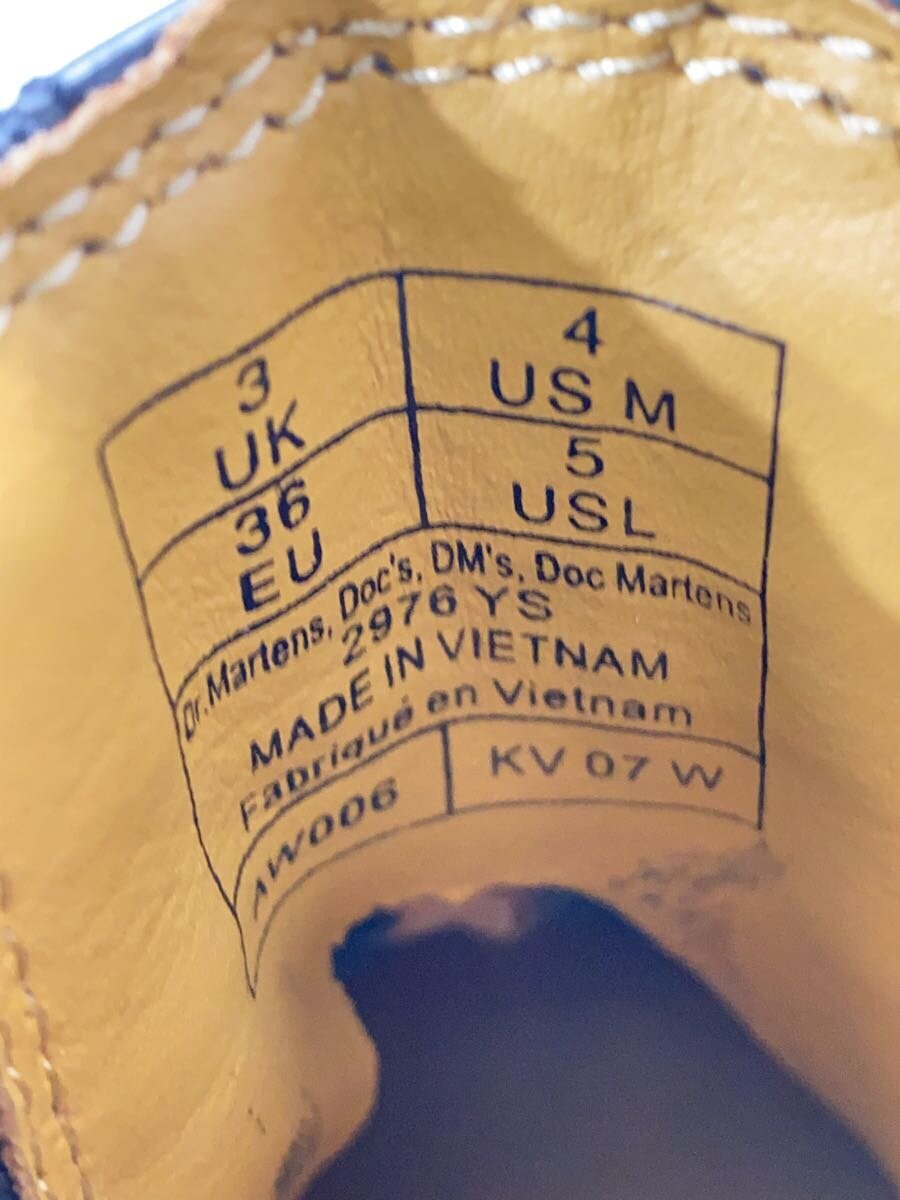 3
UK
4
US M
36
EU
5
USL
Dr.Martens, Doc's, DM's, Doc Martens
2976 YS
MADE IN VIETNAM
Fabriqué en Vietnam
AW006
KV 07 W